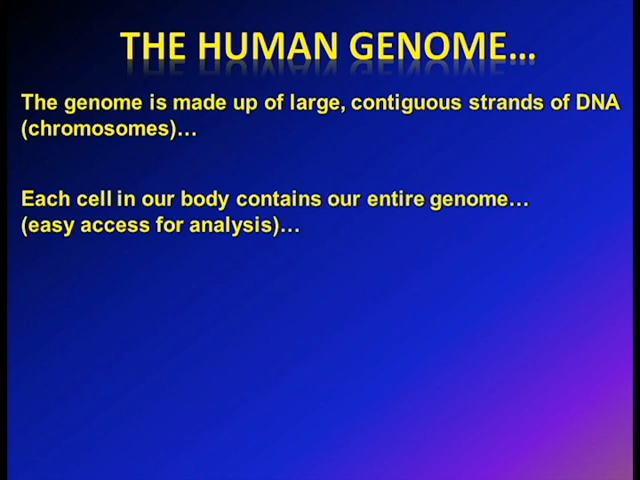 THE HUMAN GENOME…
The genome is made up of large, contiguous strands of DNA
(chromosomes)…
Each cell in our body contains our entire genome…
(easy access for analysis)…